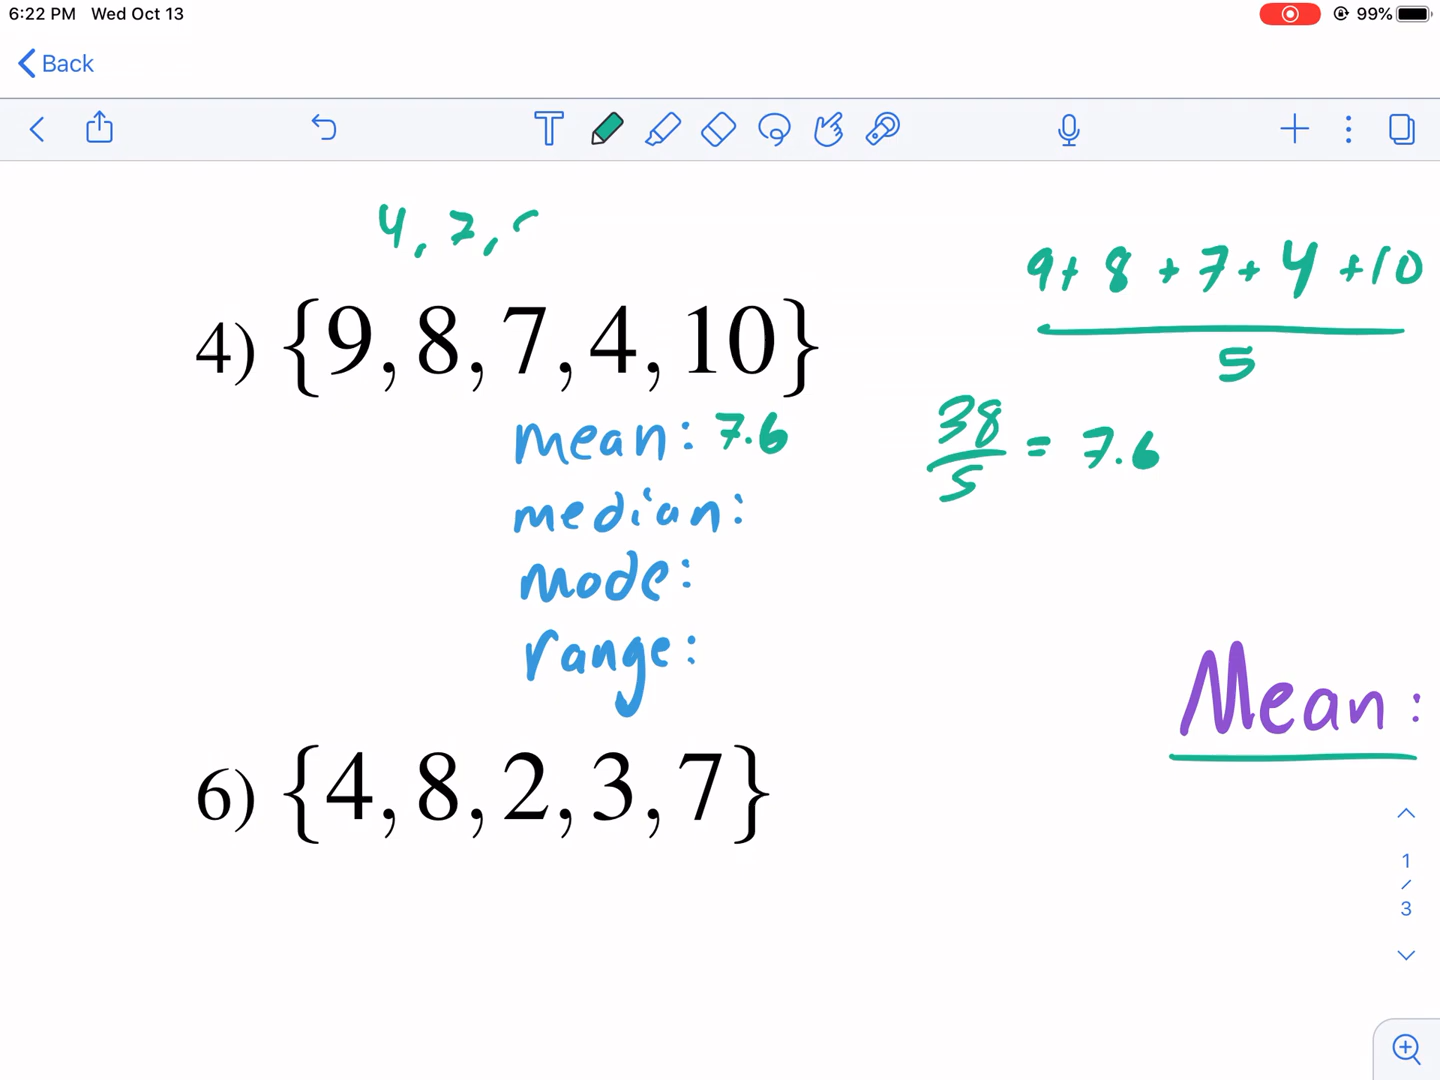 6:22 PM Wed Oct 13
99%
Back
4, 7,
4) {9, 8, 7, 4, 10}
9 + 8 + 7 + 4 + 10
5
mean: 7.6
38
5
= 7.6
median:
mode:
range:
Mean:
6) {4, 8, 2, 3, 7}
1
/
3